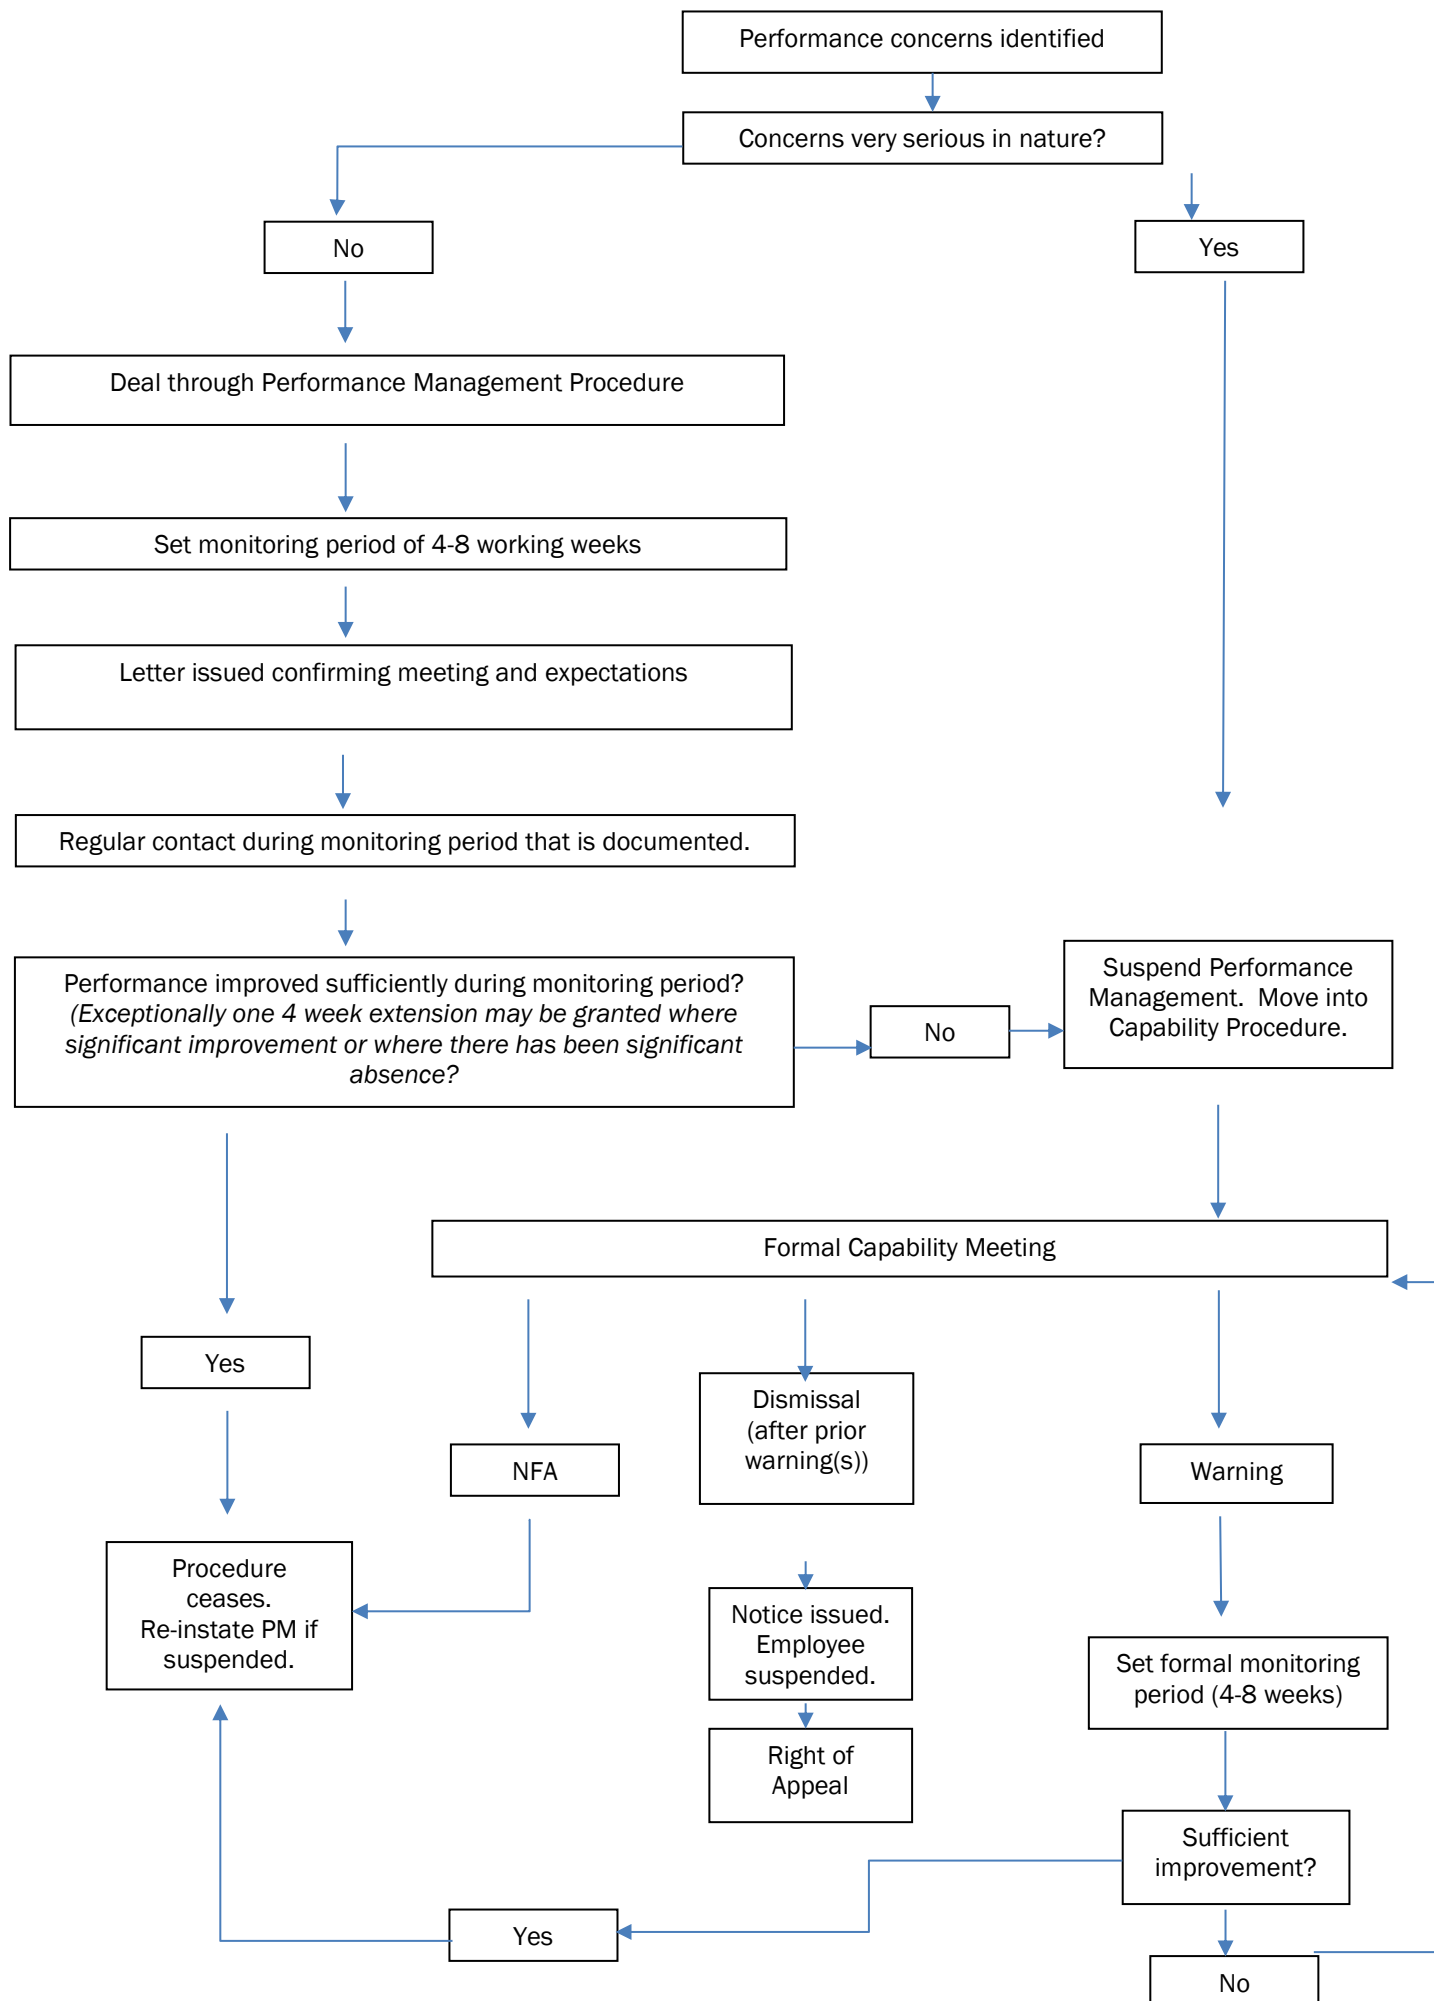 Performance concerns identified
Concerns very serious in nature?
No
Yes
Deal through Performance Management Procedure
Set monitoring period of 4-8 working weeks
Letter issued confirming meeting and expectations
Regular contact during monitoring period that is documented.
Performance improved sufficiently during monitoring period?
(Exceptionally one 4 week extension may be granted where
significant improvement or where there has been significant
absence?
No
Suspend Performance
Management.  Move into
Capability Procedure.
Formal Capability Meeting
Yes
NFA
Dismissal
(after prior
warning(s))
Warning
Procedure
ceases.
Re-instate PM if
suspended.
Notice issued.
Employee
suspended.
Set formal monitoring
period (4-8 weeks)
Right of
Appeal
Sufficient
improvement?
Yes
No